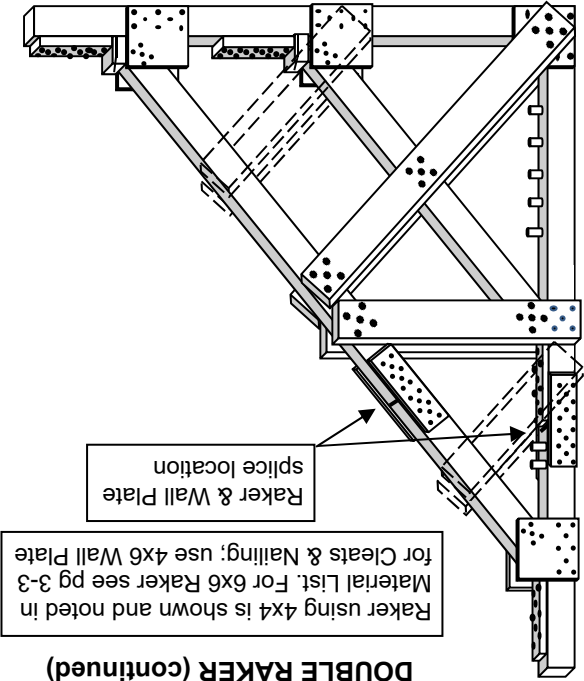 DOUBLE RAKER (continued)
Raker using 4x4 is shown and noted in
Material List. For 6x6 Raker see pg 3-3
for Cleats & Nailing; use 4x6 Wall Plate
Raker & Wall Plate
splice location